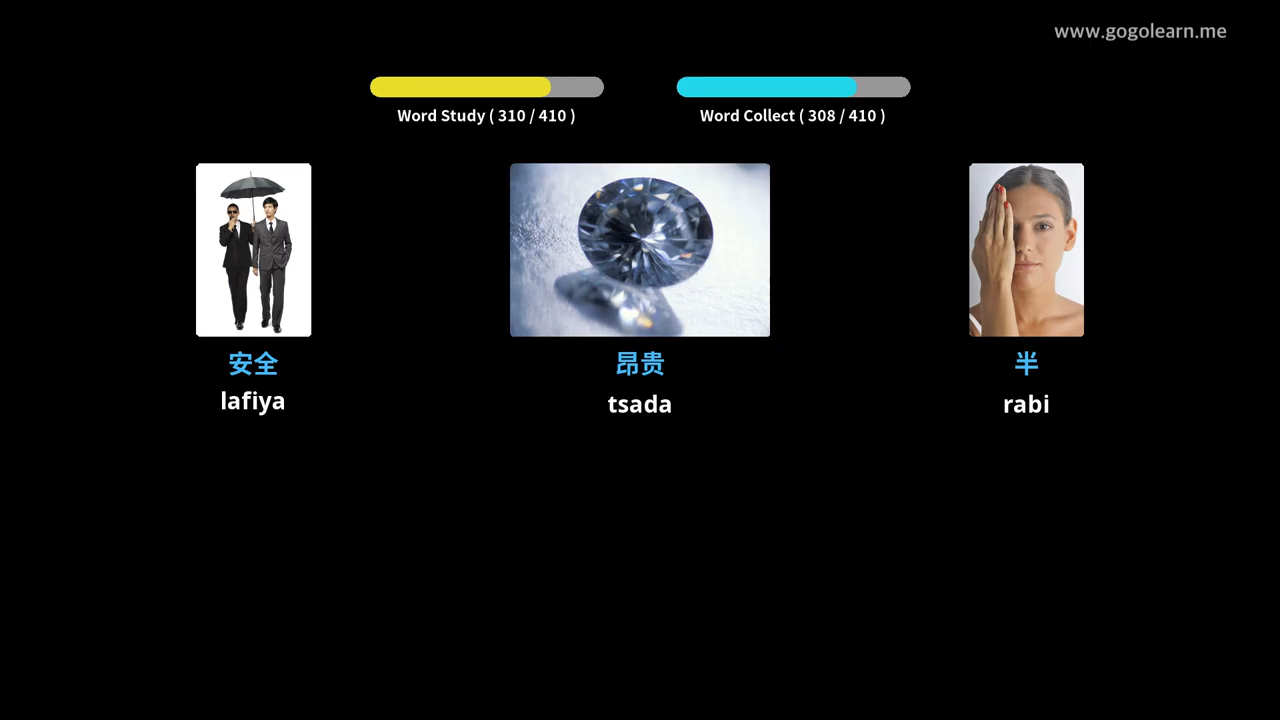 www.gogolearn.me
Word Study ( 310 / 410 )
Word Collect ( 308 / 410 )
安全
昂贵
半
lafiya
tsada
rabi